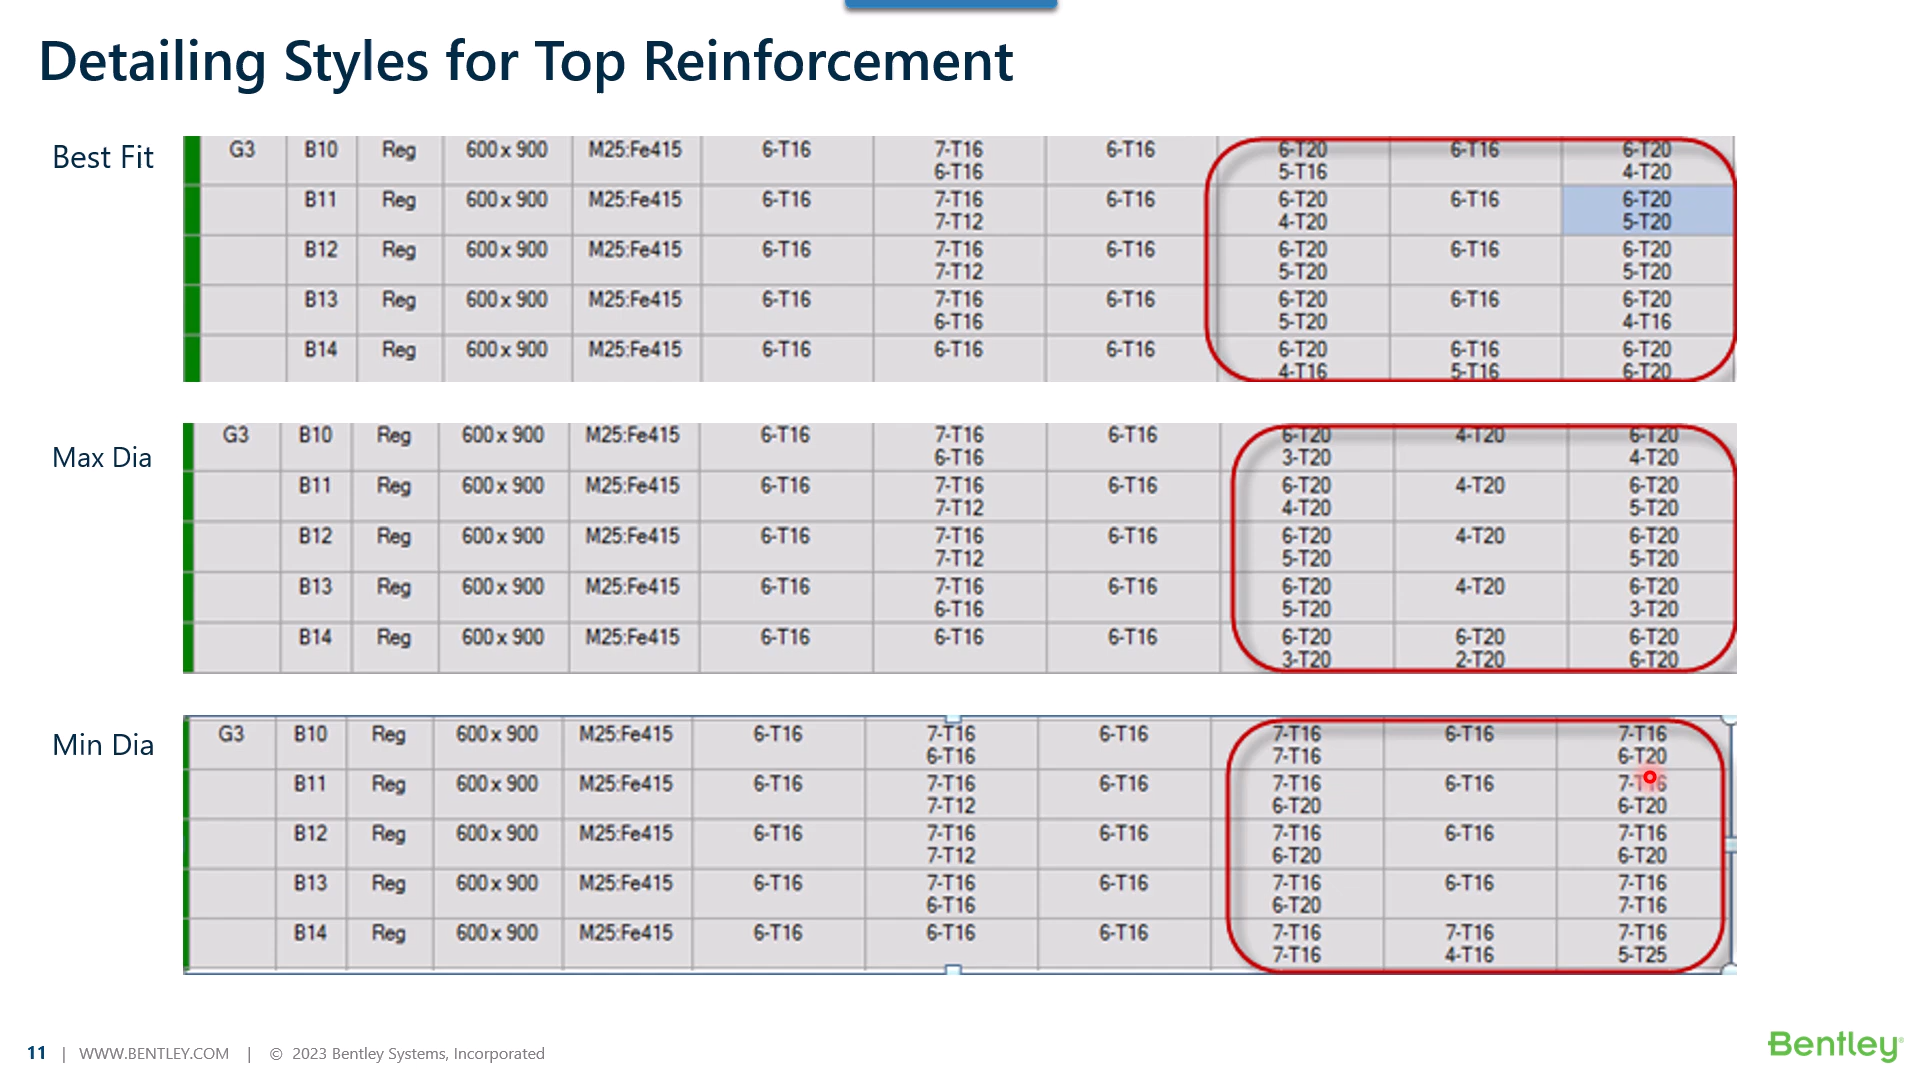 Detailing Styles for Top Reinforcement
Best Fit
G3 B10 Reg 600 x 900 M25:Fe415 6-T16 7-T16 6-T16 6-T20 6-T16 6-T20
6-T16 5-T16 4-T20
B11 Reg 600 x 900 M25:Fe415 6-T16 7-T16 6-T16 6-T20 6-T16 6-T20
7-T12 4-T20 5-T20
B12 Reg 600 x 900 M25:Fe415 6-T16 7-T16 6-T16 6-T20 6-T16 6-T20
7-T12 5-T20 5-T20
B13 Reg 600 x 900 M25:Fe415 6-T16 7-T16 6-T16 6-T20 6-T16 6-T20
6-T16 5-T20 4-T16
B14 Reg 600 x 900 M25:Fe415 6-T16 6-T16 6-T16 6-T20 6-T16 6-T20
4-T16 5-T16 6-T20
Max Dia
G3 B10 Reg 600 x 900 M25:Fe415 6-T16 7-T16 6-T16 6-T20 4-T20 6-T20
6-T16 3-T20 4-T20
B11 Reg 600 x 900 M25:Fe415 6-T16 7-T16 6-T16 6-T20 4-T20 6-T20
7-T12 4-T20 5-T20
B12 Reg 600 x 900 M25:Fe415 6-T16 7-T16 6-T16 6-T20 4-T20 6-T20
7-T12 5-T20 5-T20
B13 Reg 600 x 900 M25:Fe415 6-T16 7-T16 6-T16 6-T20 4-T20 6-T20
6-T16 5-T20 3-T20
B14 Reg 600 x 900 M25:Fe415 6-T16 6-T16 6-T16 6-T20 6-T20 6-T20
3-T20 2-T20 6-T20
Min Dia
G3 B10 Reg 600 x 900 M25:Fe415 6-T16 7-T16 6-T16 7-T16 6-T16 7-T16
6-T16 7-T16 6-T20
B11 Reg 600 x 900 M25:Fe415 6-T16 7-T16 6-T16 7-T16 6-T16 7-T16
7-T12 6-T20 6-T20
B12 Reg 600 x 900 M25:Fe415 6-T16 7-T16 6-T16 7-T16 6-T16 7-T16
7-T12 6-T20 6-T20
B13 Reg 600 x 900 M25:Fe415 6-T16 7-T16 6-T16 7-T16 6-T16 7-T16
6-T16 6-T20 7-T16
B14 Reg 600 x 900 M25:Fe415 6-T16 6-T16 6-T16 7-T16 7-T16 7-T16
7-T16 4-T16 5-T25
11 | WWW.BENTLEY.COM | © 2023 Bentley Systems, Incorporated
Bentley